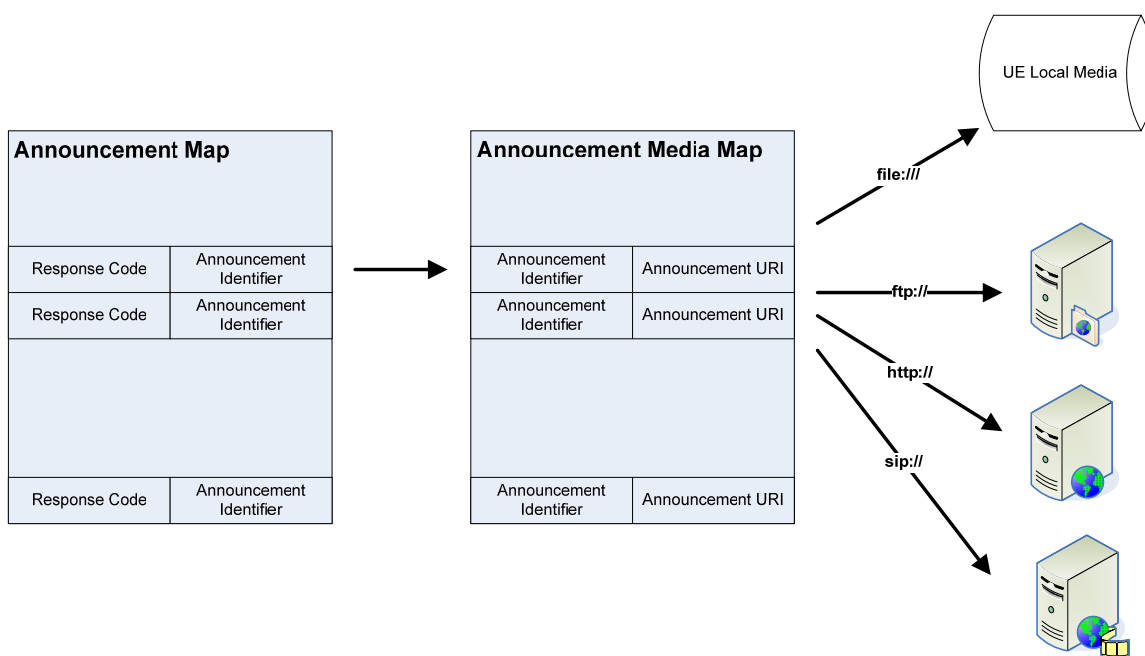 UE Local Media
Announcement Map
Announcement Media Map
file:///
Response Code
Announcement
Identifier
Announcement
Identifier
Announcement URI
Response Code
Announcement
Identifier
Announcement
Identifier
Announcement URI
ftp://
http://
sip://
Response Code
Announcement
Identifier
Announcement
Identifier
Announcement URI